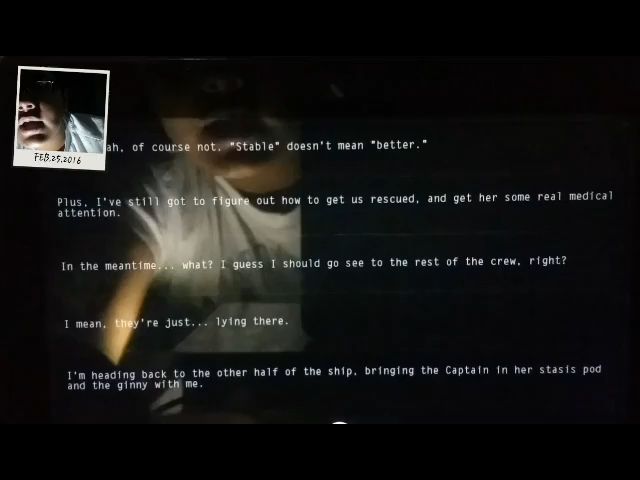 FEB.25.2016
ah, of course not. "Stable" doesn't mean "better."
Plus, I've still got to figure out how to get us rescued, and get her some real medical
attention.
In the meantime... what? I guess I should go see to the rest of the crew, right?
I mean, they're just... lying there.
I'm heading back to the other half of the ship, bringing the Captain in her stasis pod
and the ginny with me.